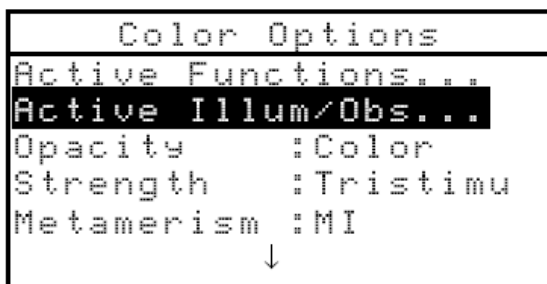 Color Options
Active Functions...
Active Illum/Obs...
Opacity :Color
Strength :Tristimu
Metamerism :MI
↓